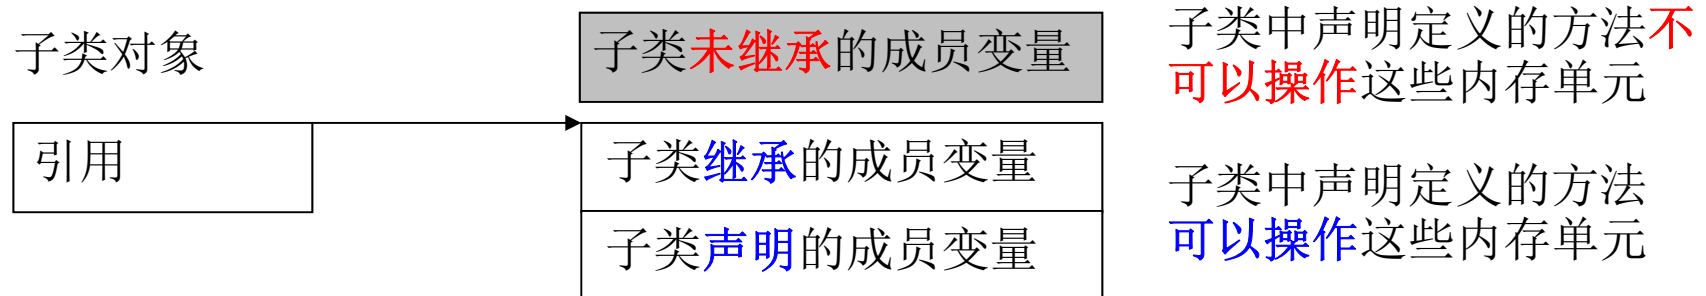 子类对象
引用
子类未继承的成员变量
子类继承的成员变量
子类声明的成员变量
子类中声明定义的方法不
可以操作这些内存单元
子类中声明定义的方法
可以操作这些内存单元